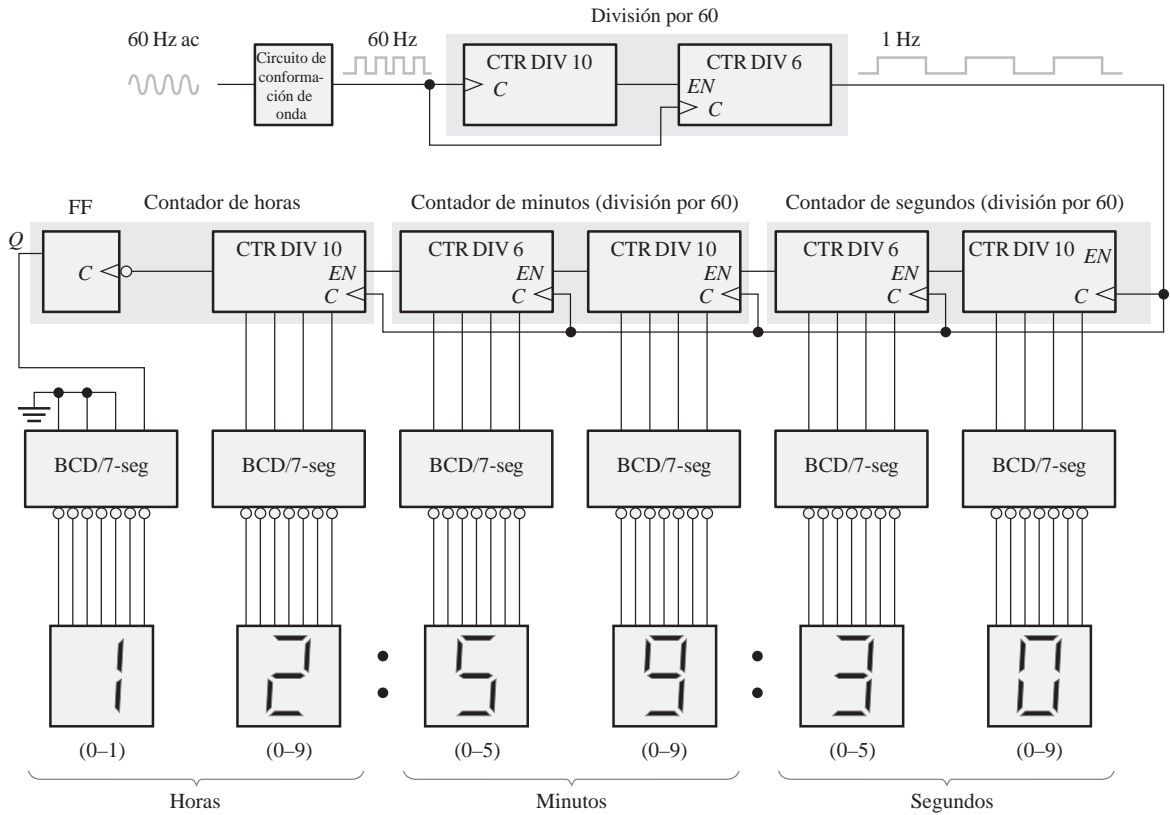 División por 60
60 Hz ac
60 Hz
1 Hz
Circuito de
conforma-
ción de
onda
CTR DIV 10
C
CTR DIV 6
EN
C
FF
Contador de horas
Contador de minutos (división por 60)
Contador de segundos (división por 60)
Q
C
CTR DIV 10
EN
C
CTR DIV 6
EN
C
CTR DIV 10
EN
C
CTR DIV 6
EN
C
CTR DIV 10
EN
C
BCD/7-seg
BCD/7-seg
BCD/7-seg
BCD/7-seg
BCD/7-seg
BCD/7-seg
1 2 : 5 9 : 3 0
(0–1)
(0–9)
(0–5)
(0–9)
(0–5)
(0–9)
Horas
Minutos
Segundos